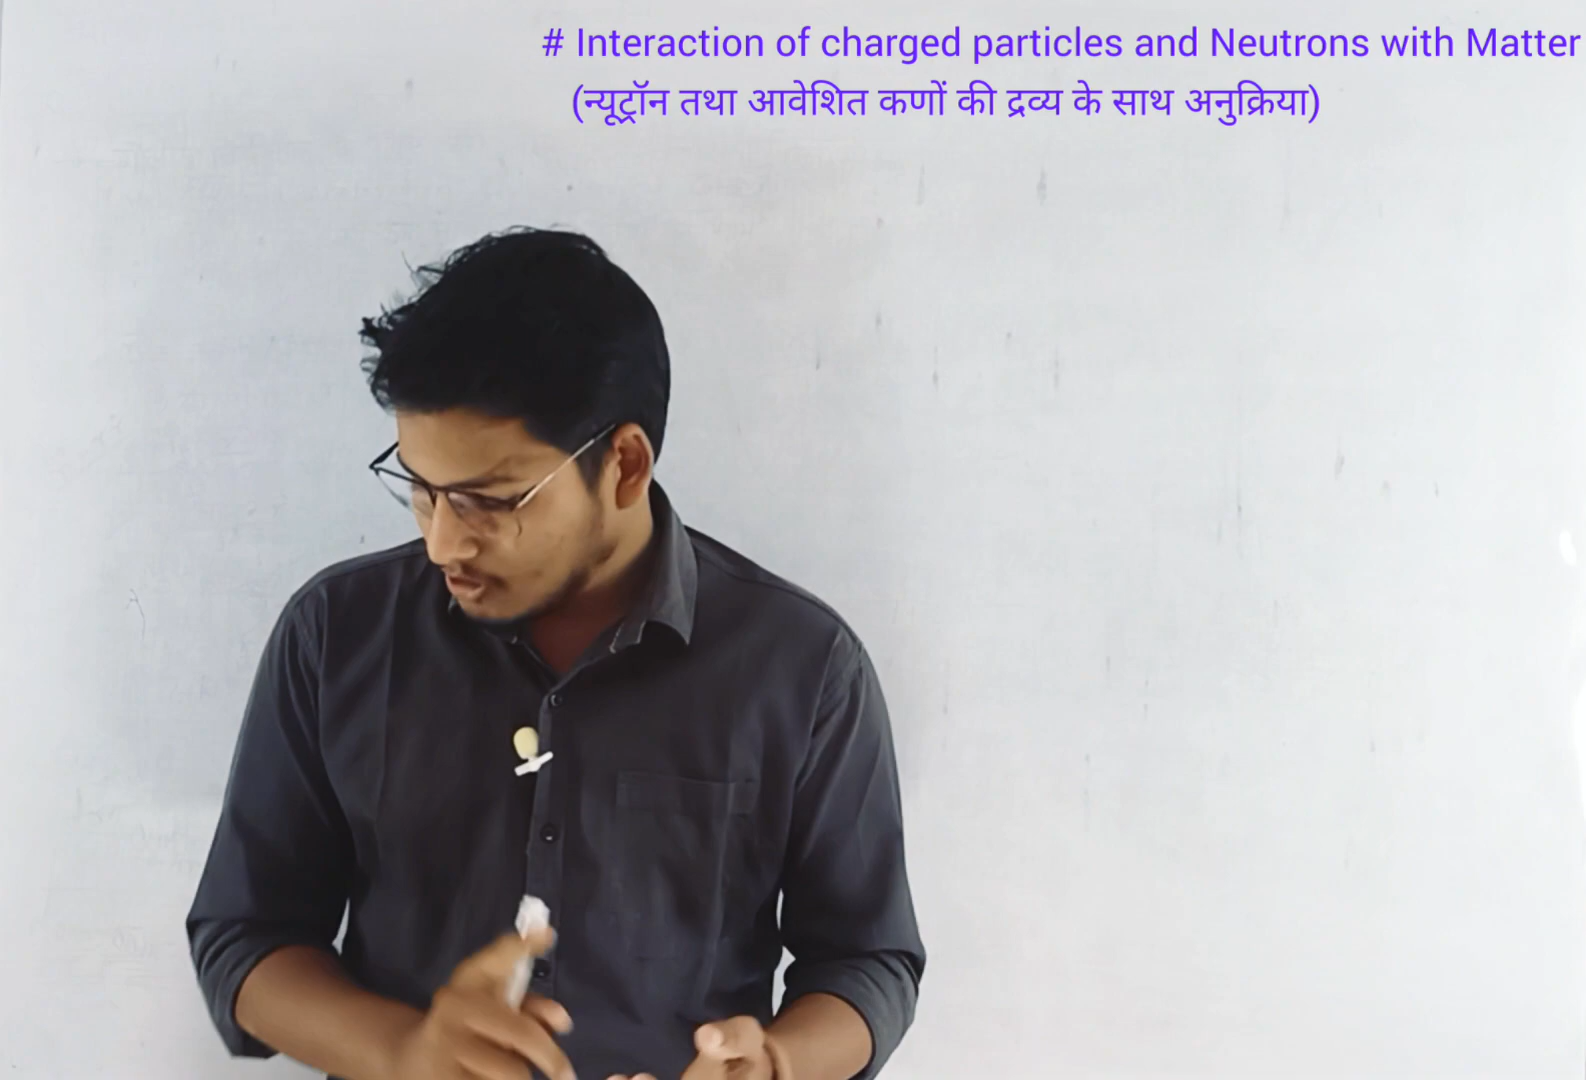 # Interaction of charged particles and Neutrons with Matter
(न्यूट्रॉन तथा आवेशित कणों की द्रव्य के साथ अनुक्रिया)